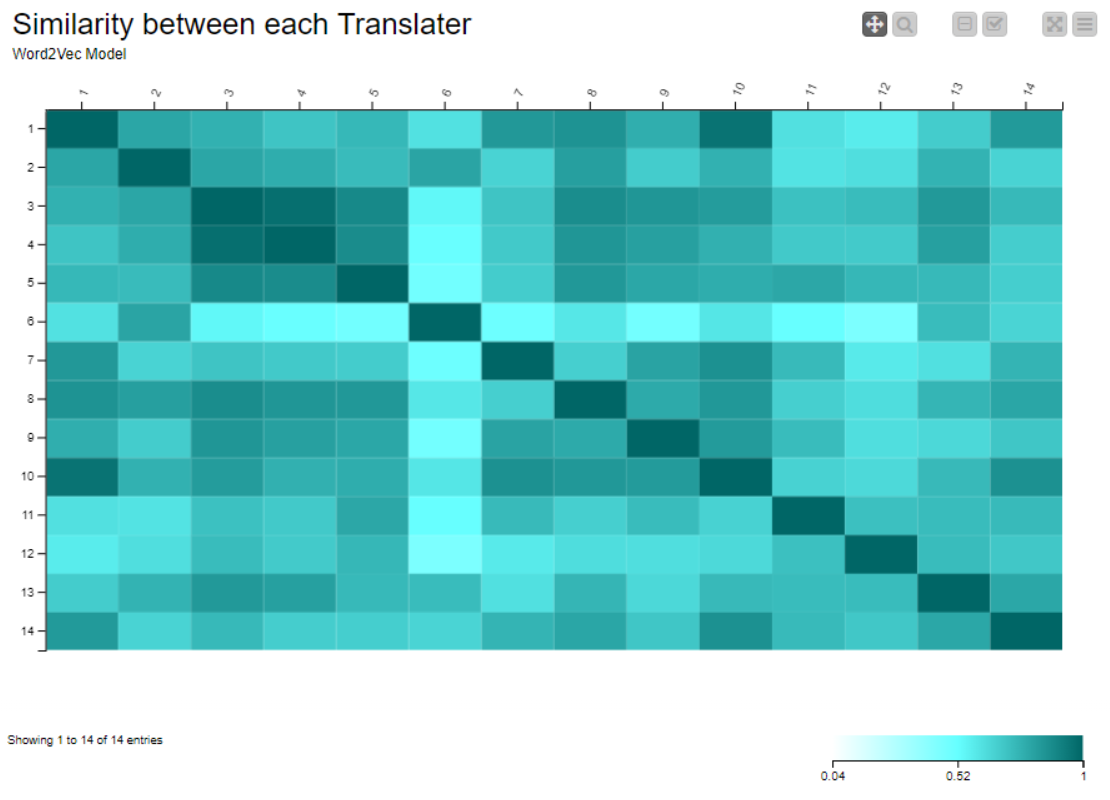 Similarity between each Translater
Word2Vec Model
1 2 3 4 5 6 7 8 9 10 11 12 13 14
1
2
3
4
5
6
7
8
9
10
11
12
13
14
Showing 1 to 14 of 14 entries
0.04 0.52 1